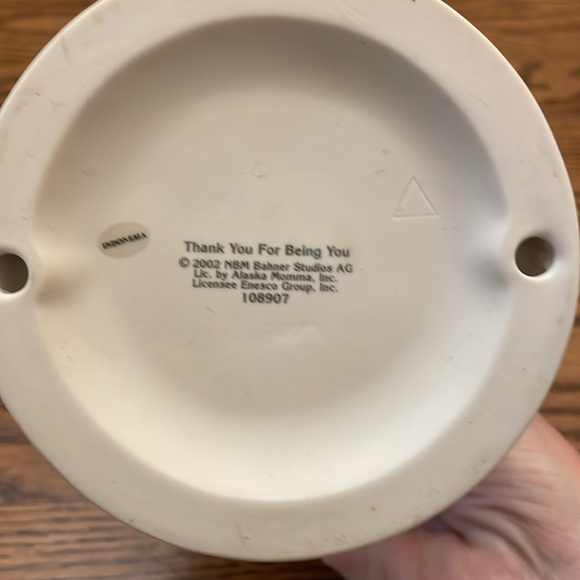 INDONESIA
Thank You For Being You
© 2002 NBM Bahner Studios AG
Lic. by Alaska Momma, Inc.
Licensee Enesco Group, Inc.
108907